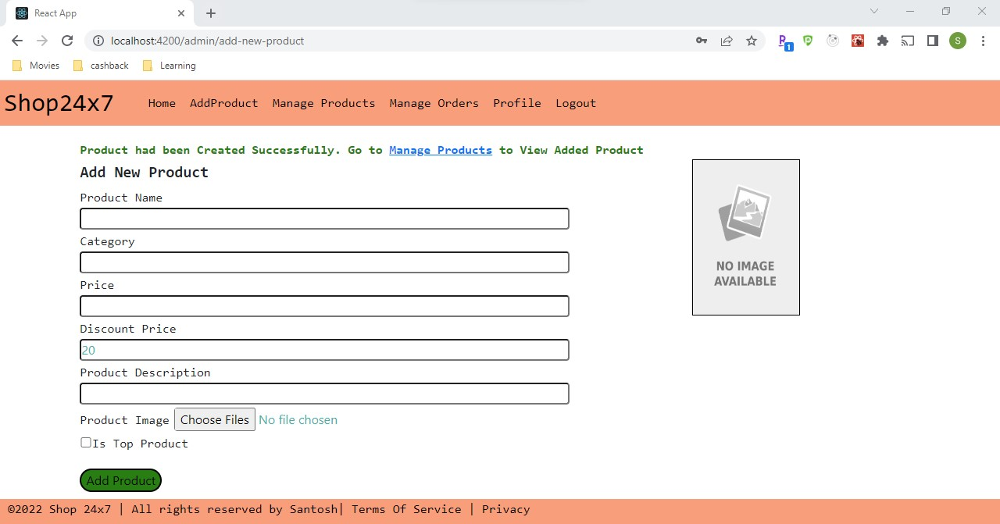 React App
localhost:4200/admin/add-new-product
1
S
Movies cashback Learning
Shop24x7 Home AddProduct Manage Products Manage Orders Profile Logout
Product had been Created Successfully. Go to Manage Products to View Added Product
Add New Product
Product Name
Category
Price
Discount Price
20
Product Description
Product Image Choose Files No file chosen
Is Top Product
Add Product
NO IMAGE
AVAILABLE
©2022 Shop 24x7 | All rights reserved by Santosh| Terms Of Service | Privacy